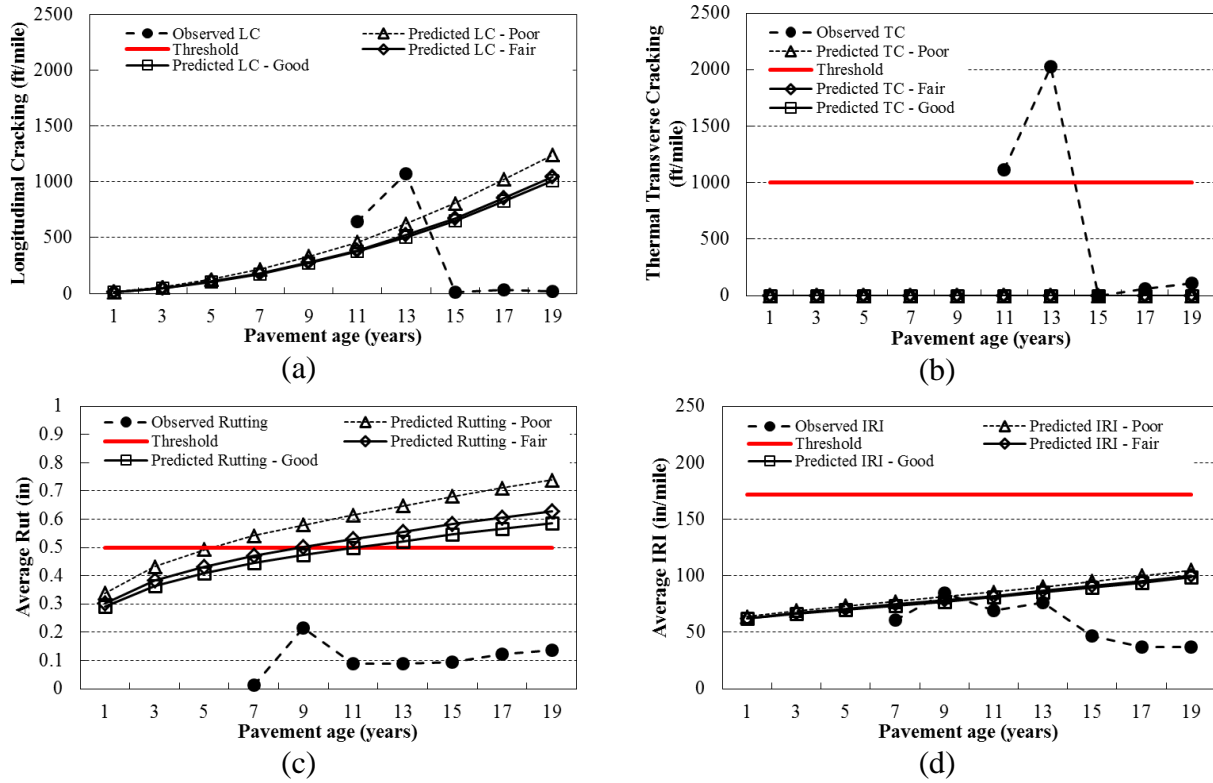 2500
2000
1500
1000
500
0
Longitudinal Cracking (ft/mile)
Observed LC
Predicted LC - Poor
Threshold
Predicted LC - Fair
Predicted LC - Good
1 3 5 7 9 11 13 15 17 19
Pavement age (years)
(a)
2500
2000
1500
1000
500
0
Thermal Transverse Cracking
(ft/mile)
Observed TC
Predicted TC - Poor
Threshold
Predicted TC - Fair
Predicted TC - Good
1 3 5 7 9 11 13 15 17 19
Pavement age (years)
(b)
1
0.9
0.8
0.7
0.6
0.5
0.4
0.3
0.2
0.1
0
Average Rut (in)
Observed Rutting
Predicted Rutting - Poor
Threshold
Predicted Rutting - Fair
Predicted Rutting - Good
1 3 5 7 9 11 13 15 17 19
Pavement age (years)
(c)
250
200
150
100
50
0
Average IRI (in/mile)
Observed IRI
Predicted IRI - Poor
Threshold
Predicted IRI - Fair
Predicted IRI - Good
1 3 5 7 9 11 13 15 17 19
Pavement age (years)
(d)